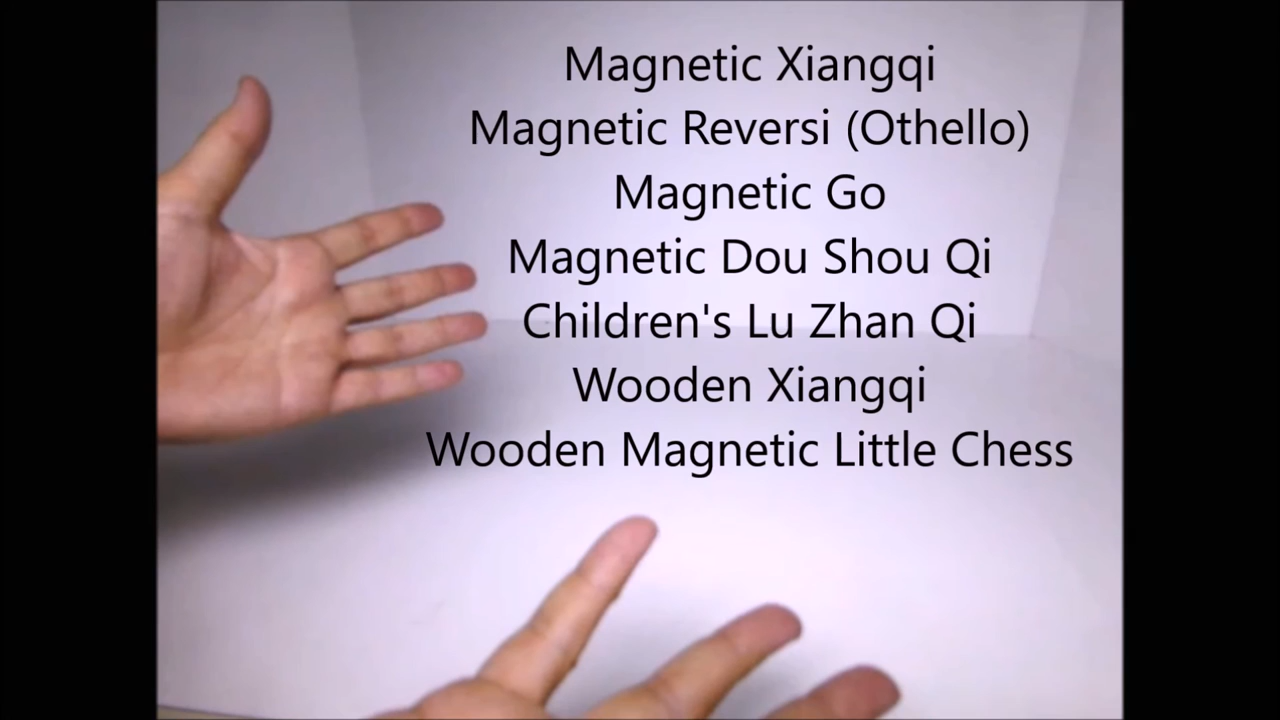 Magnetic Xiangqi
Magnetic Reversi (Othello)
Magnetic Go
Magnetic Dou Shou Qi
Children's Lu Zhan Qi
Wooden Xiangqi
Wooden Magnetic Little Chess